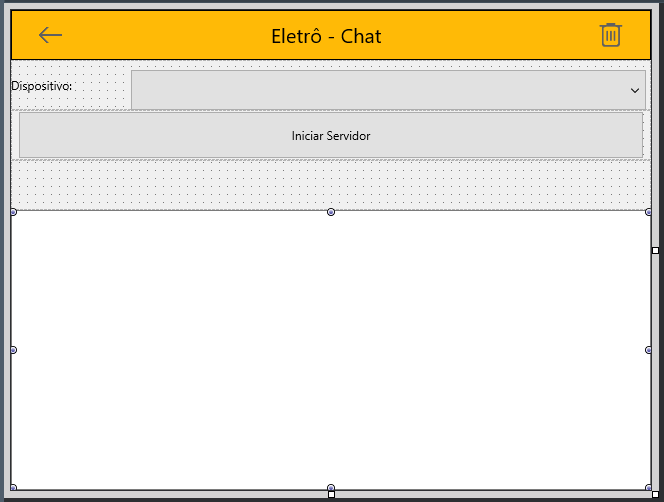 Eletrô - Chat
Dispositivo:
Iniciar Servidor